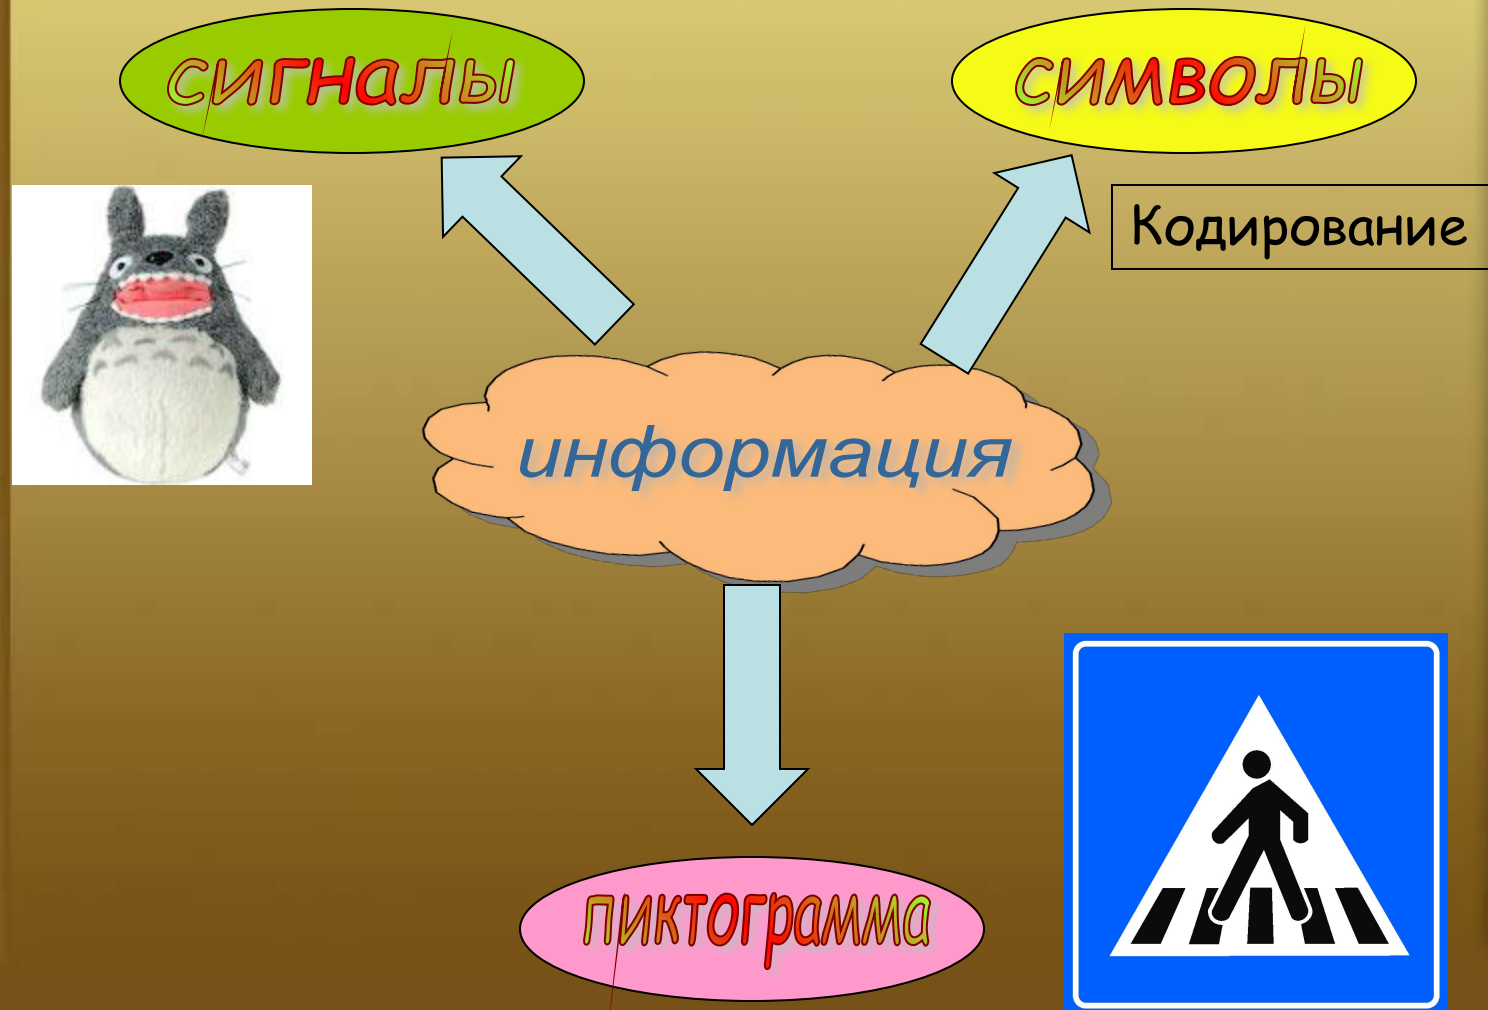 сигналы
символы
Кодирование
информация
пиктограмма